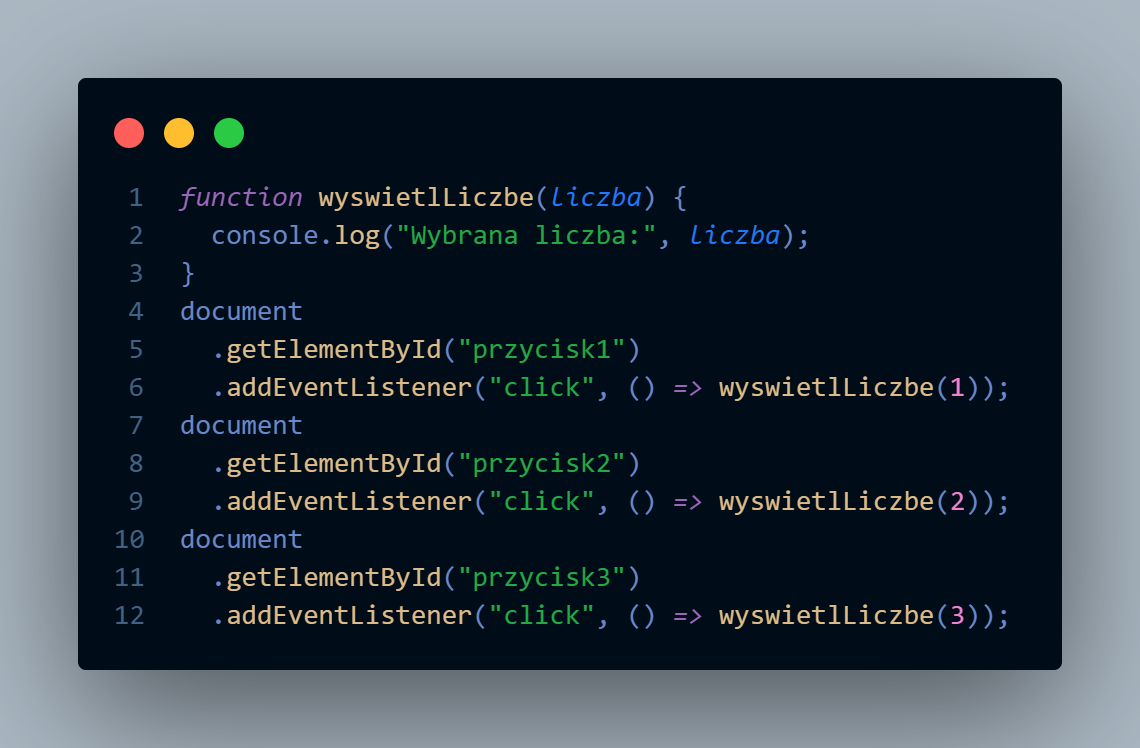 1 function wyswietlLiczbe(liczba) {
2   console.log("Wybrana liczba:", liczba);
3 }
4 document
5   .getElementById("przycisk1")
6   .addEventListener("click", () => wyswietlLiczbe(1));
7 document
8   .getElementById("przycisk2")
9   .addEventListener("click", () => wyswietlLiczbe(2));
10 document
11   .getElementById("przycisk3")
12   .addEventListener("click", () => wyswietlLiczbe(3));